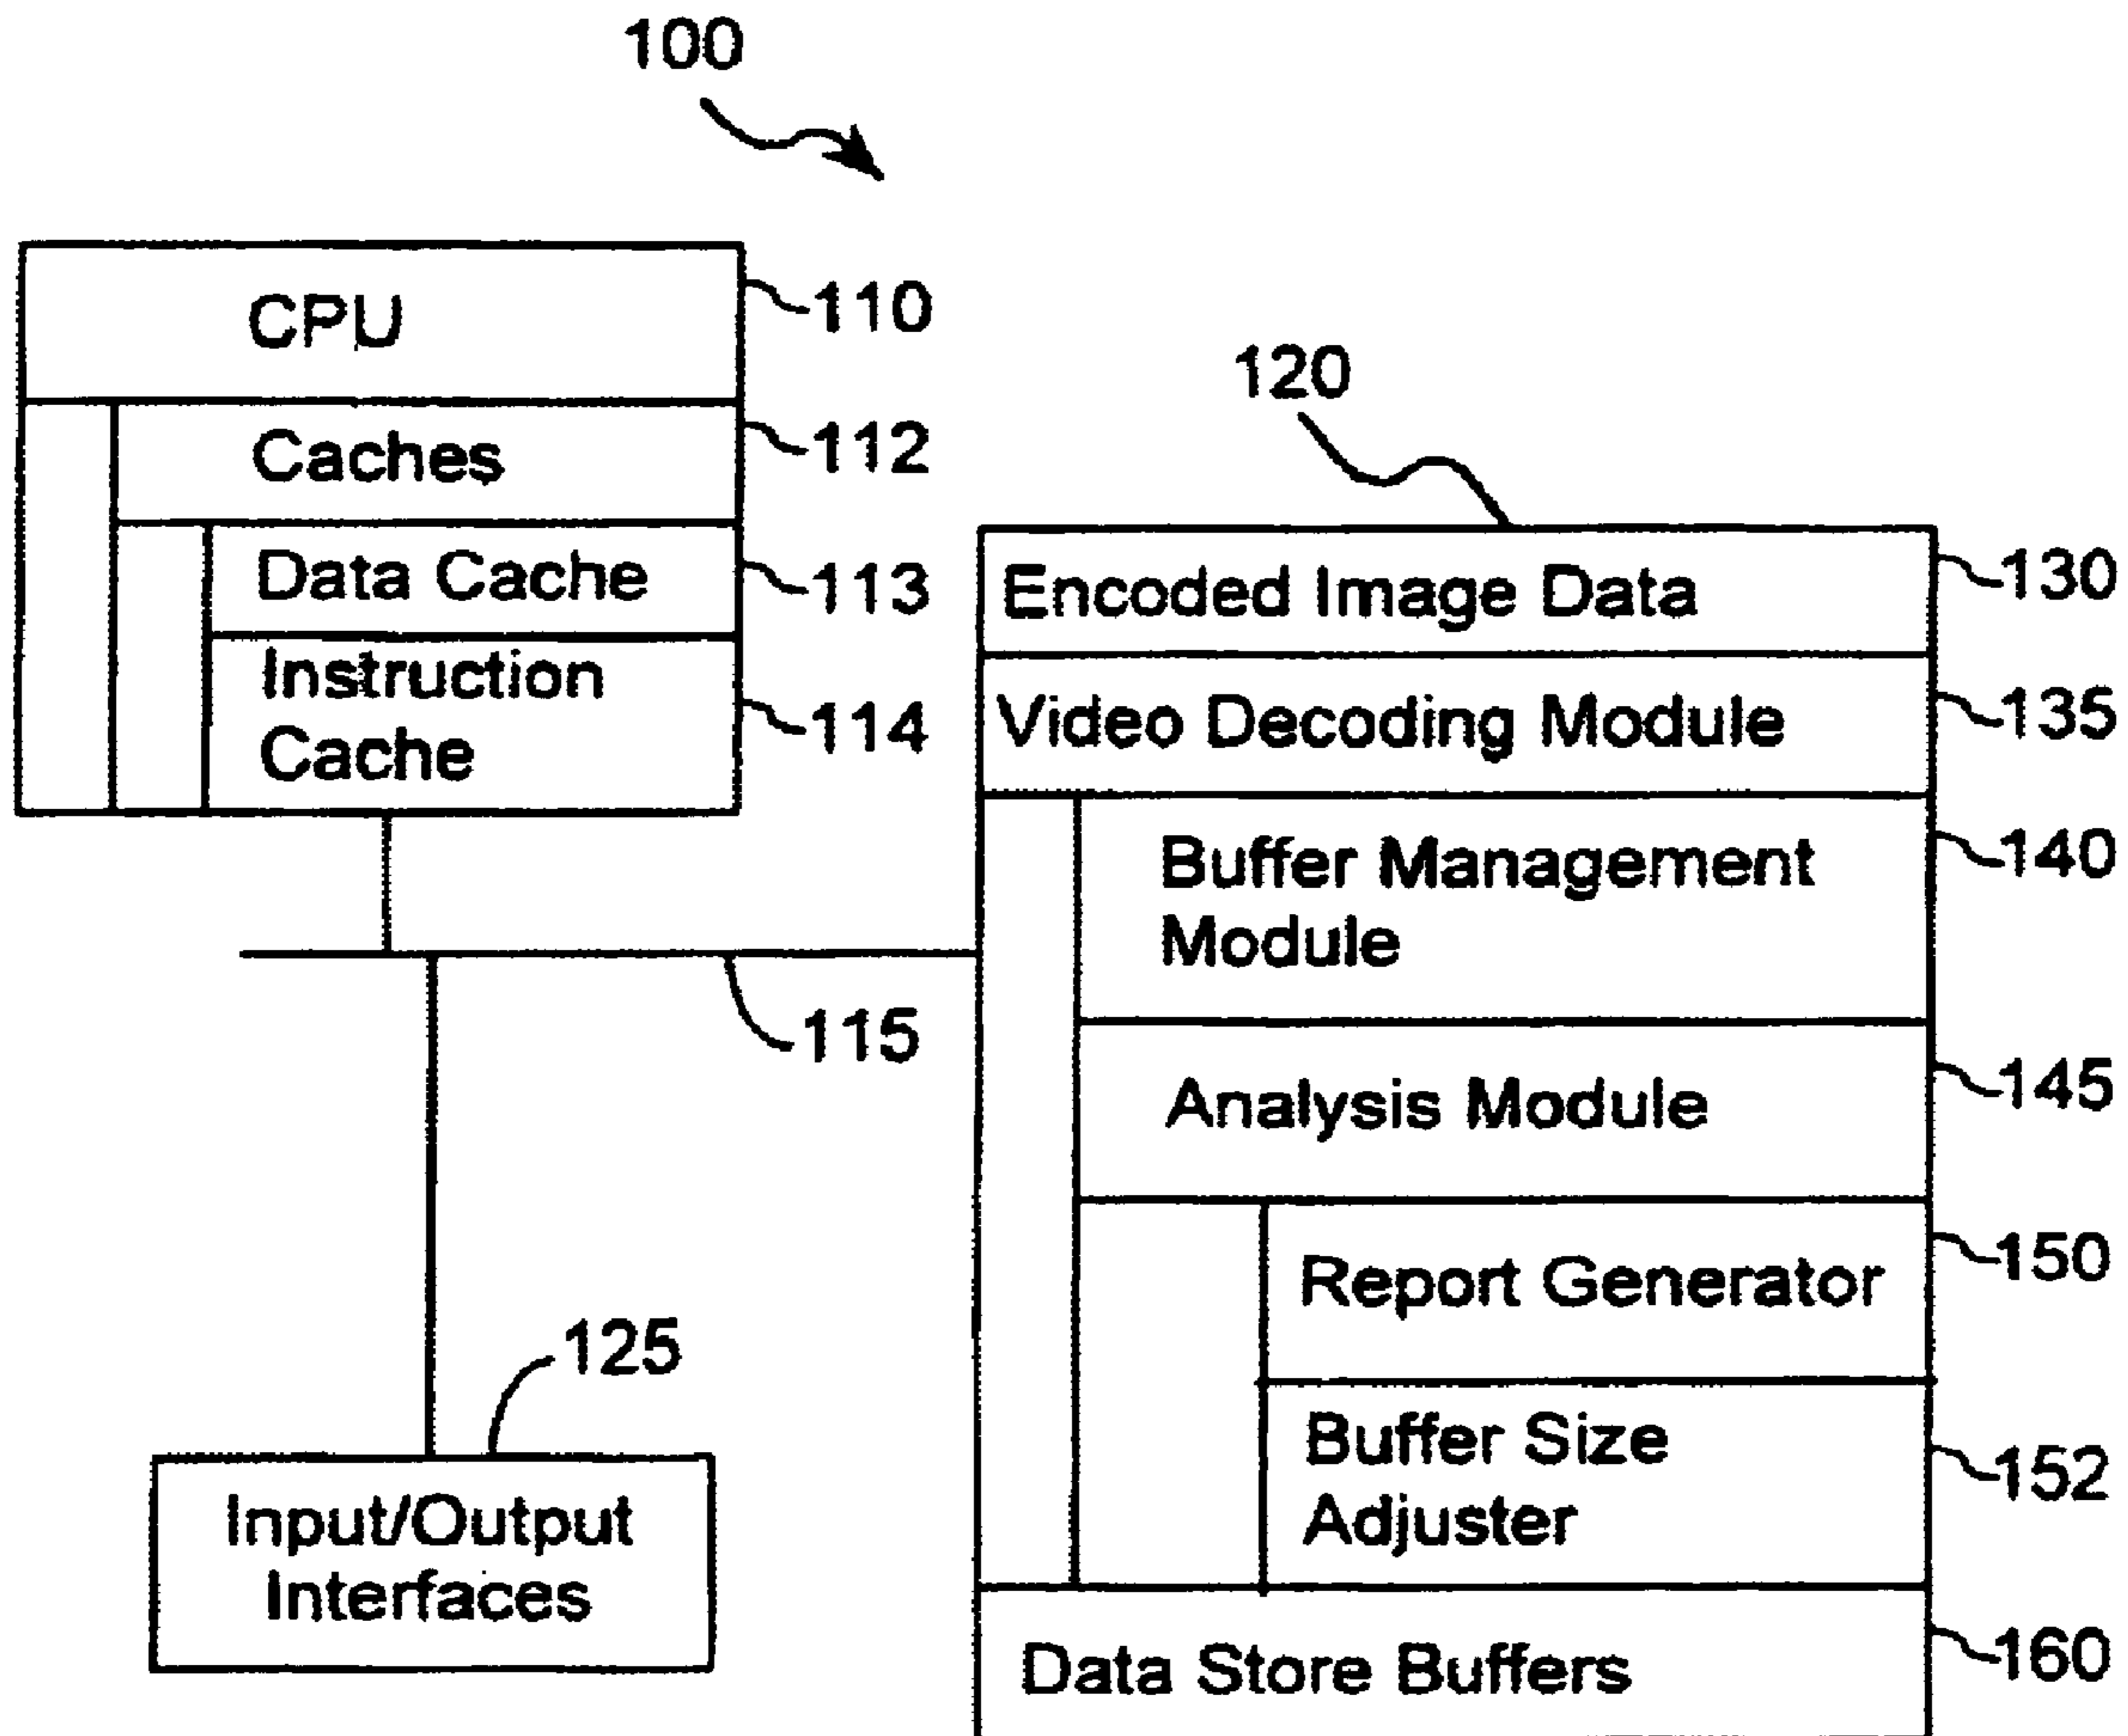 100
CPU
110
Caches
112
Data Cache
113
Instruction
Cache
114
115
120
Encoded Image Data
130
Video Decoding Module
135
Buffer Management
Module
140
Analysis Module
145
Report Generator
150
Buffer Size
Adjuster
152
Data Store Buffers
160
125
Input/Output
Interfaces